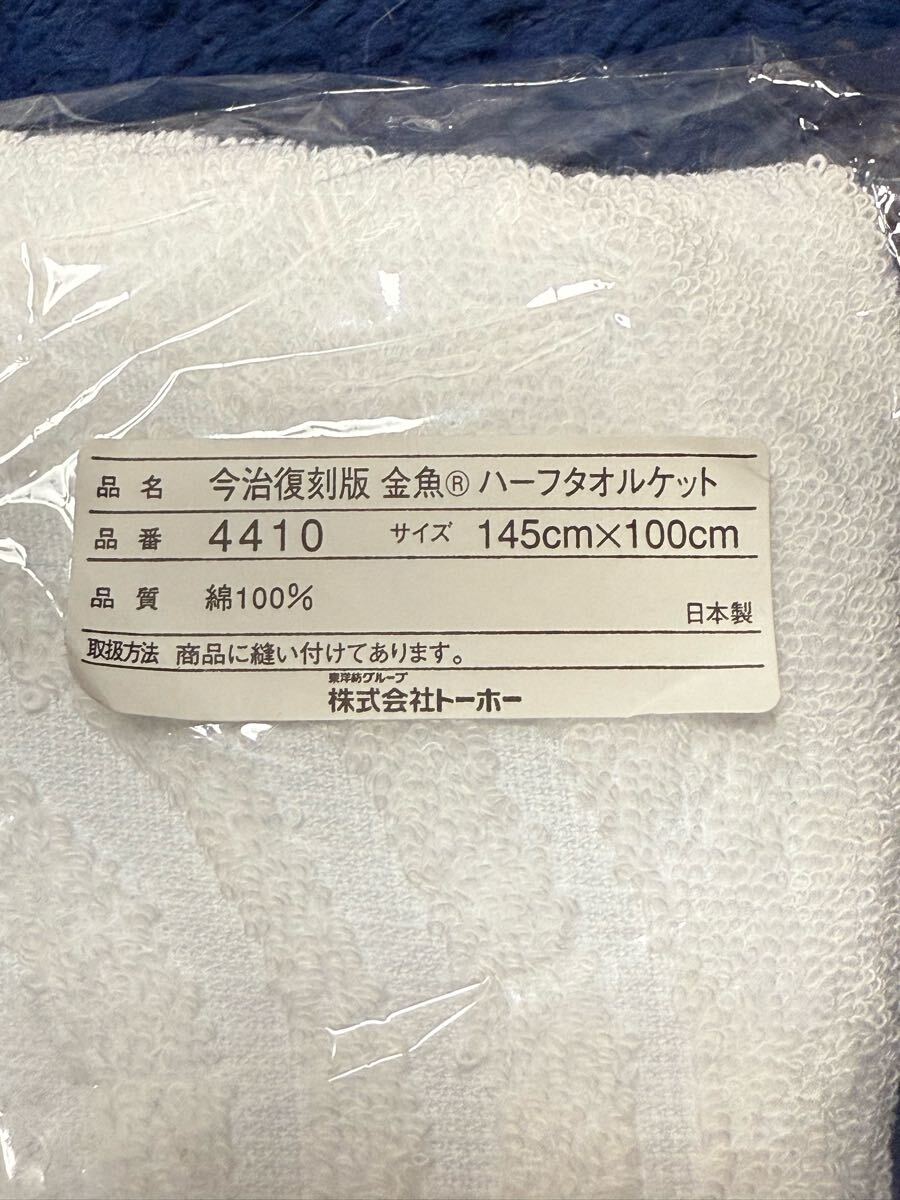 品名 今治復刻版 金魚® ハーフタオルケット
品番 4410 サイズ 145cm×100cm
品質 綿100%
日本製
取扱方法 商品に縫い付けてあります。
東洋紡グループ
株式会社トーホー